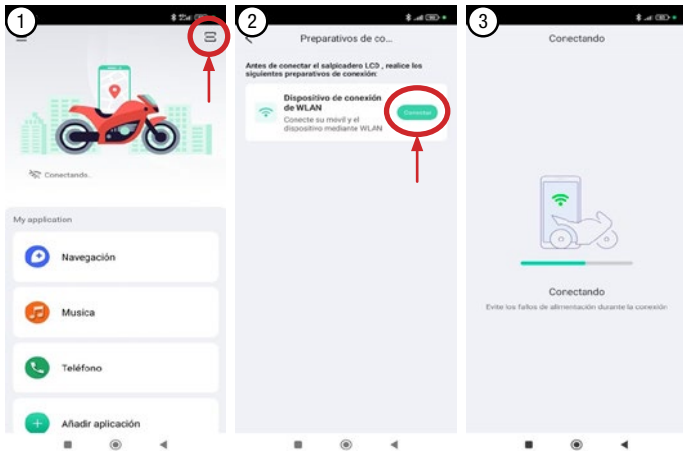 1
Conectando..
My application
Navegación
Musica
Teléfono
Añadir aplicación
2
Preparativos de co...
Antes de conectar el salpicadero LCD , realice los
siguientes preparativos de conexión:
Dispositivo de conexión
de WLAN
Conecte su móvil y el
dispositivo mediante WLAN
Conectar
3
Conectando
Conectando
Evite los fallos de alimentación durante la conexión